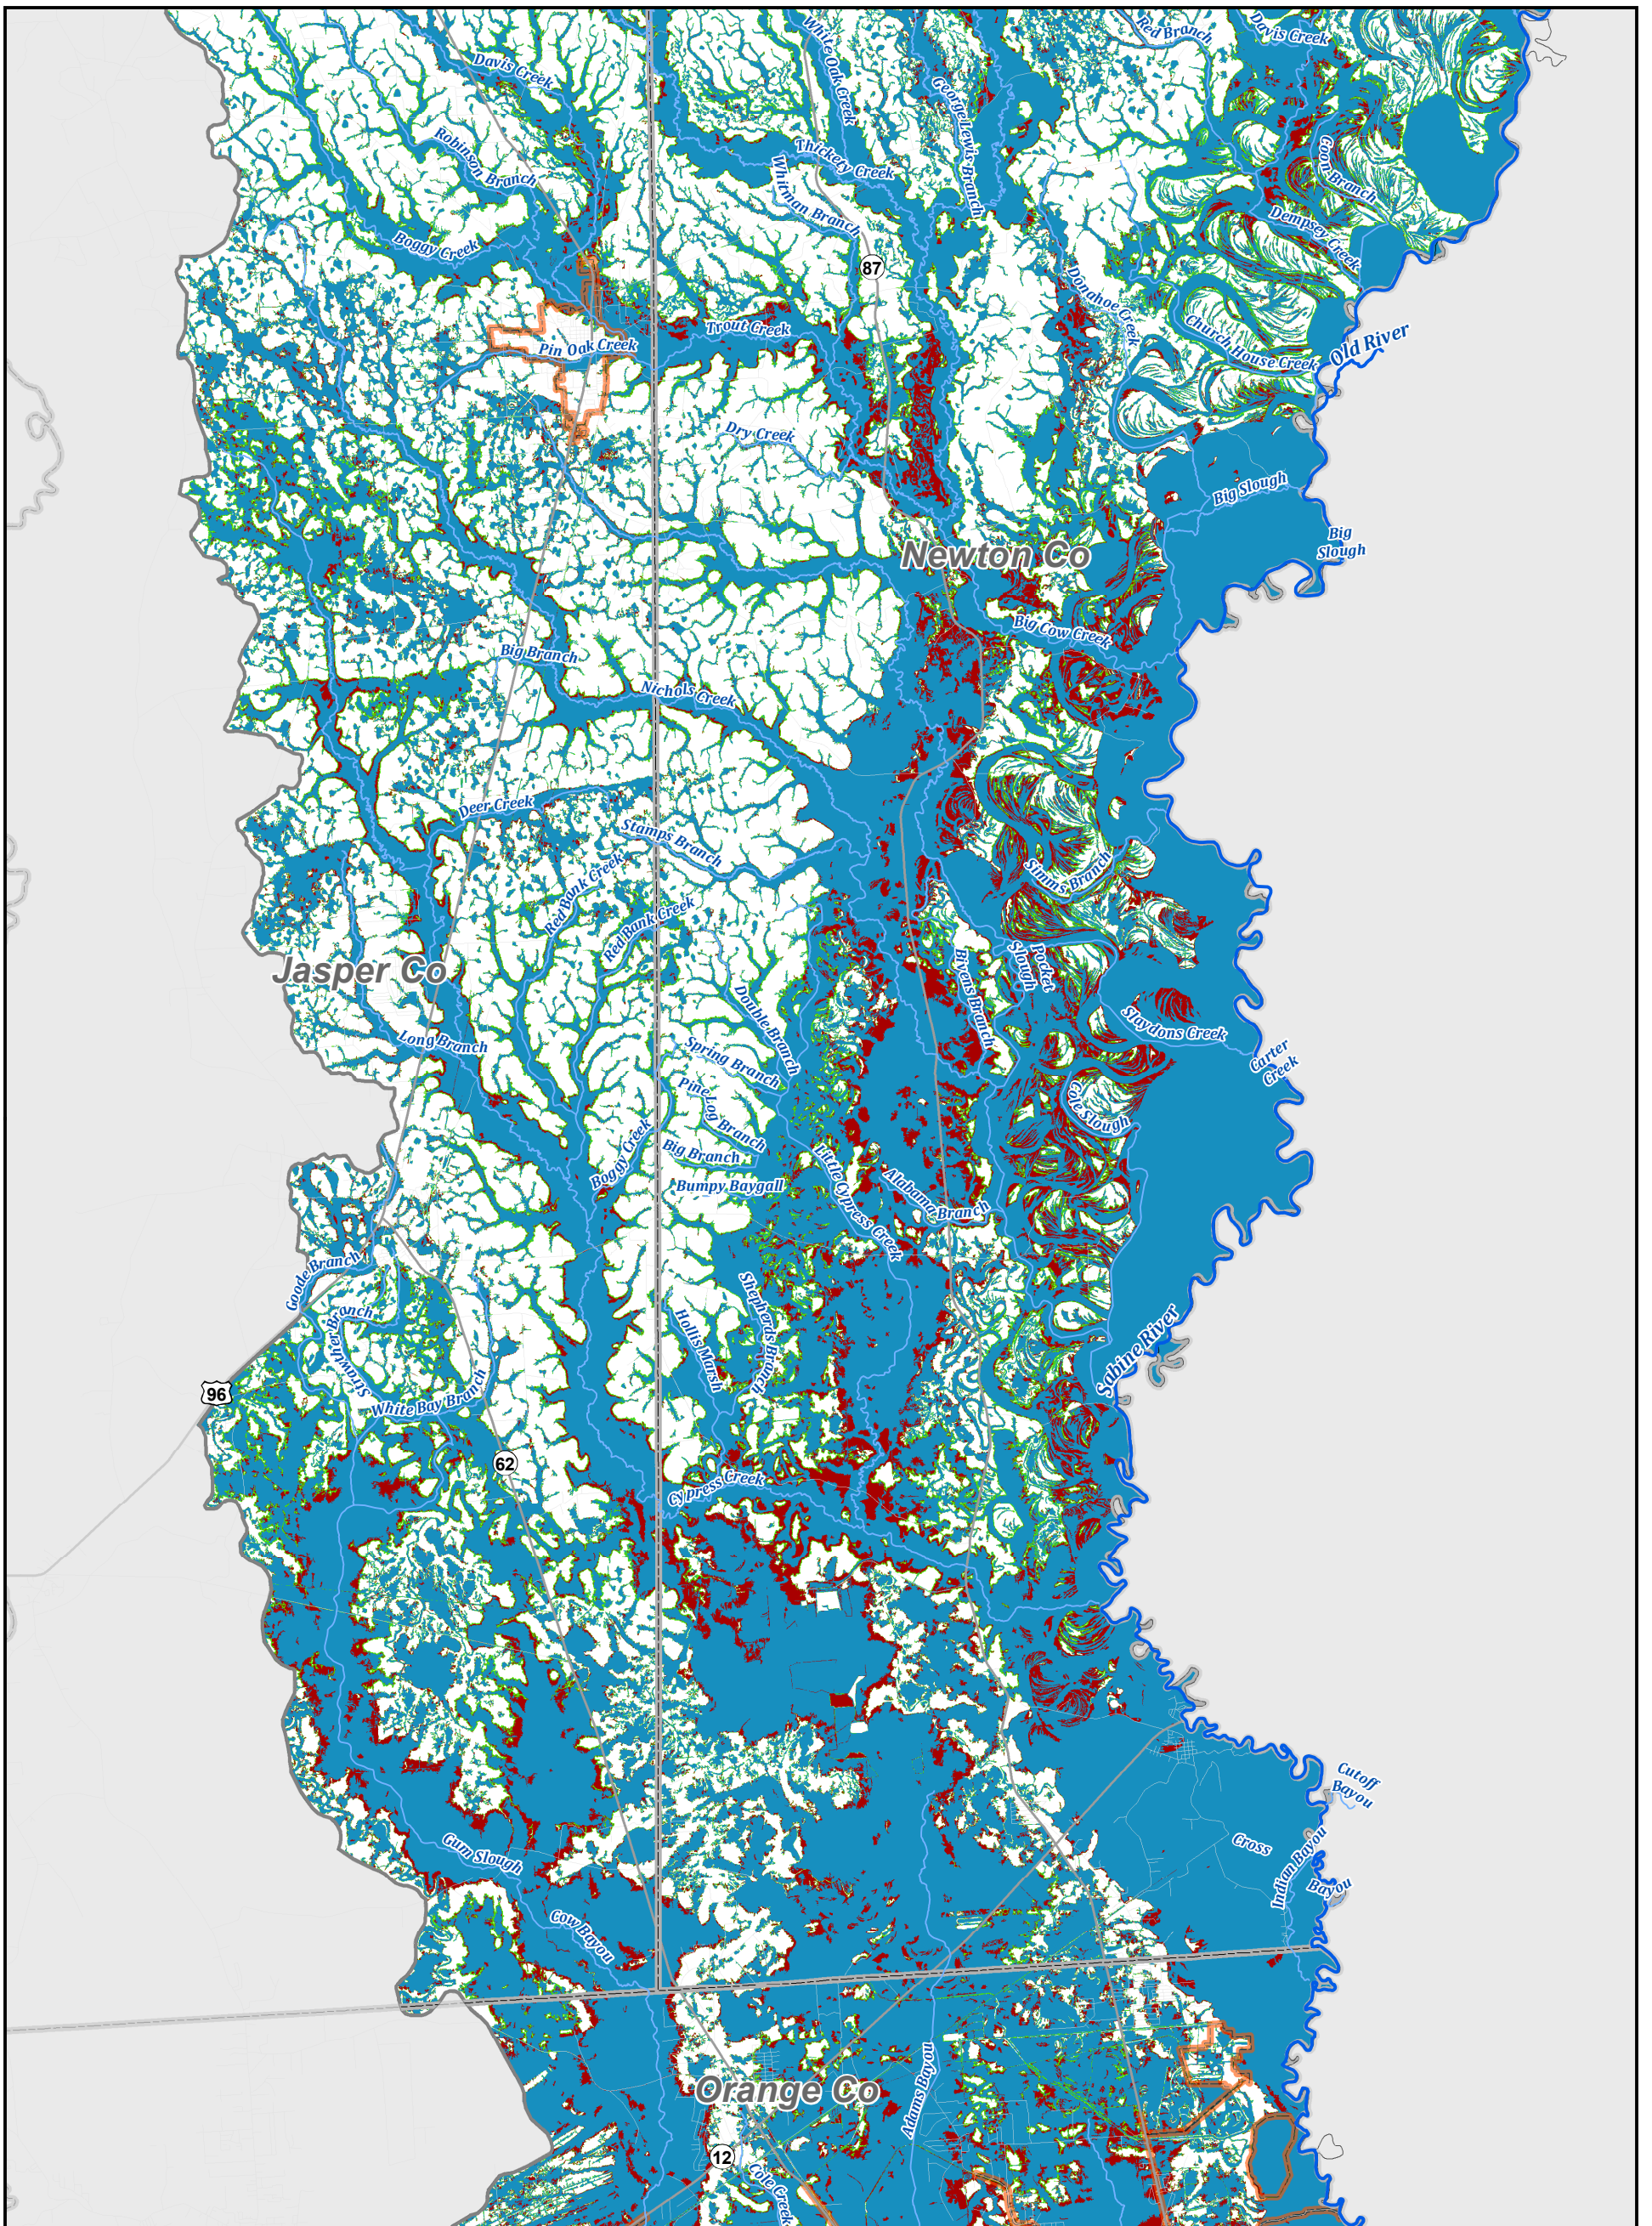 Red Branch
Davis Creek
White Oak Creek
Davis Creek
George Lewis Branch
Robinson Branch
Thickety Creek
Coon Branch
Whitman Branch
Dempsey Creek
Boggy Creek
87
Donahoe Creek
Trout Creek
Church House Creek
Old River
Pin Oak Creek
Dry Creek
Big Slough
Big
Slough
Newton Co
Big Cow Creek
Big Branch
Nichols Creek
Deer Creek
Stamps Branch
Simms Branch
Red Bank Creek
Red Bank Creek
Jasper Co
Pocket
Slough
Bivens Branch
Double Branch
Slaydons Creek
Long Branch
Spring Branch
Carter
Creek
Pine Log Branch
Cole Slough
Big Branch
Boggy Creek
Bumpy Baygall
Little Cypress Creek
Alabama Branch
Goode Branch
Shepherds Branch
Strawhele Branch
Hollis Marsh
Sabine River
96
White Bay Branch
62
Cypress Creek
Cutoff
Bayou
Gum Slough
Cross
Bayou
Indian Bayou
Cow Bayou
Orange Co
Adams Bayou
12
Cole Creek